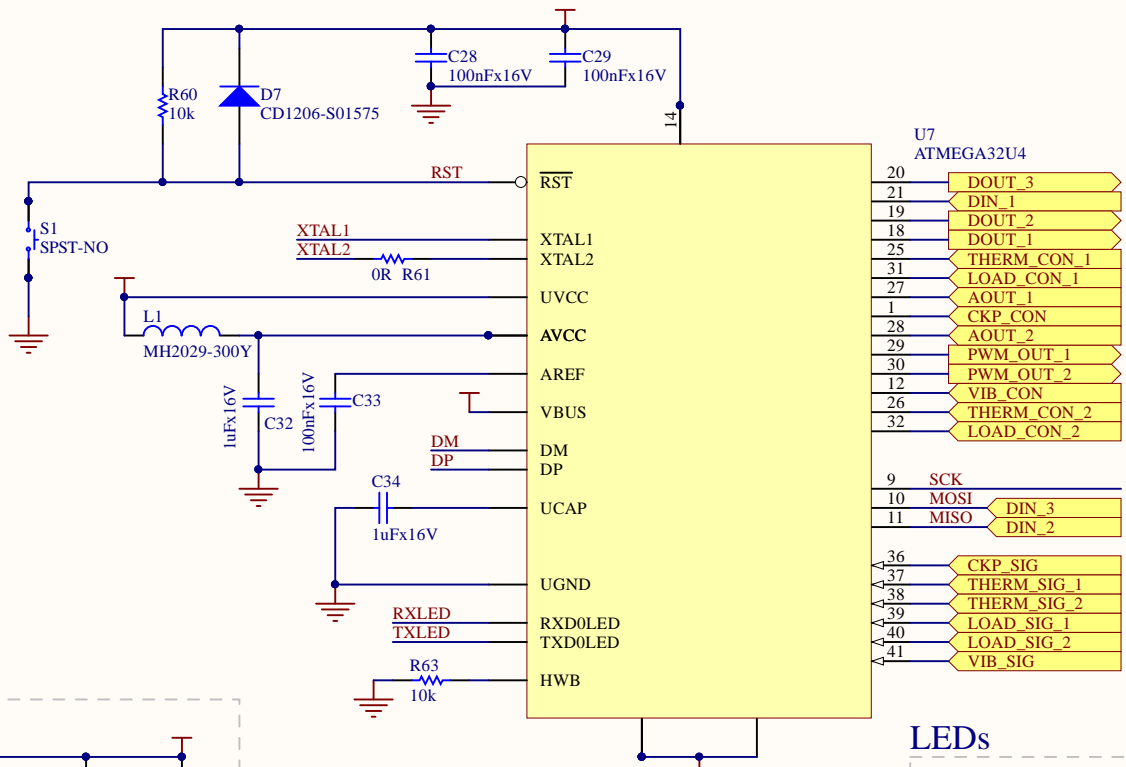 C28
100nFx16V
C29
100nFx16V
R60
10k
D7
CD1206-S01575
14
U7
ATMEGA32U4
RST
RST
S1
SPST-NO
XTAL1
XTAL1
XTAL2
XTAL2
0R R61
UVCC
L1
MH2029-300Y
AVCC
AREF
1uFx16V
C32
100nFx16V
C33
VBUS
DM
DM
DP
DP
C34
1uFx16V
UCAP
UGND
RXLED
RXD0LED
TXLED
TXD0LED
R63
10k
HWB
20 DOUT_3
21 DIN_1
19 DOUT_2
18 DOUT_1
25 THERM_CON_1
31 LOAD_CON_1
27 AOUT_1
1 CKP_CON
28 AOUT_2
29 PWM_OUT_1
30 PWM_OUT_2
12 VIB_CON
26 THERM_CON_2
32 LOAD_CON_2
9 SCK
10 MOSI DIN_3
11 MISO DIN_2
36 CKP_SIG
37 THERM_SIG_1
38 THERM_SIG_2
39 LOAD_SIG_1
40 LOAD_SIG_2
41 VIB_SIG
LEDs